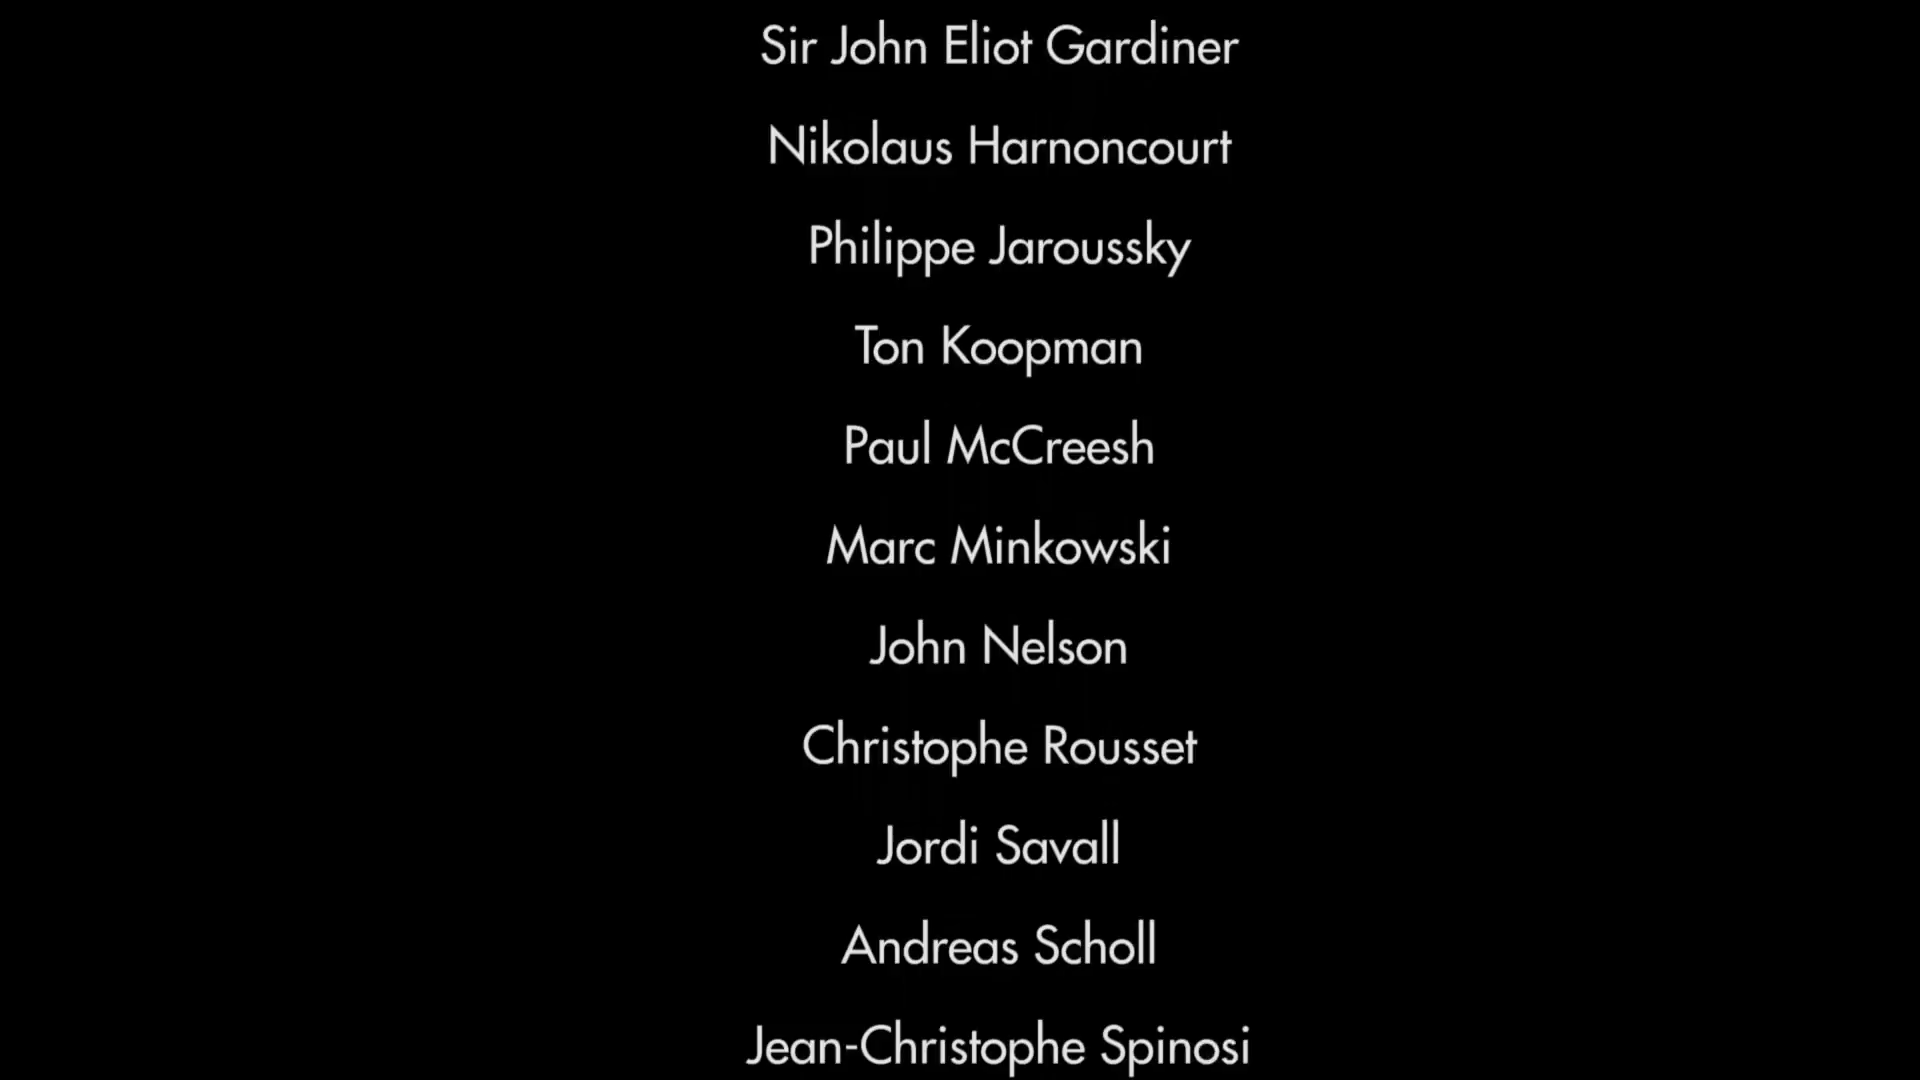 Sir John Eliot Gardiner
Nikolaus Harnoncourt
Philippe Jaroussky
Ton Koopman
Paul McCreesh
Marc Minkowski
John Nelson
Christophe Rousset
Jordi Savall
Andreas Scholl
Jean-Christophe Spinosi